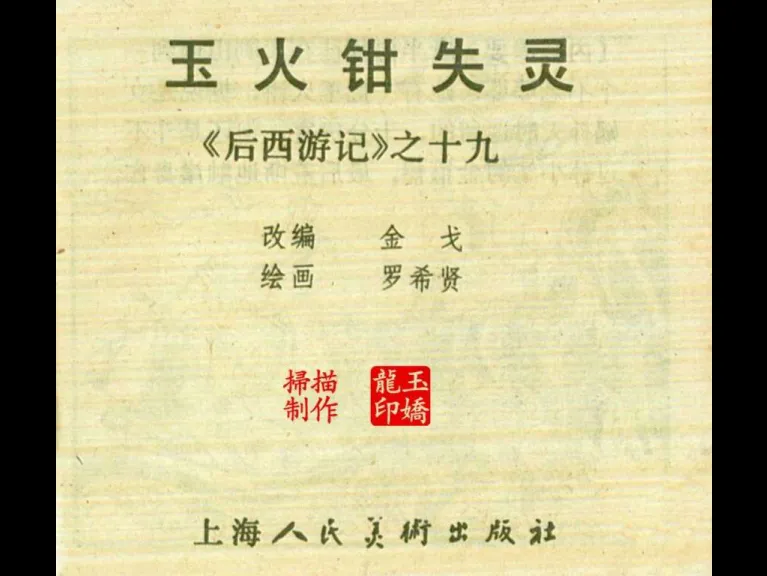 玉火钳失灵
《后西游记》之十九
改编 金戈
绘画 罗希贤
掃描 制作
玉嬌龍印
上海人民美術出版社